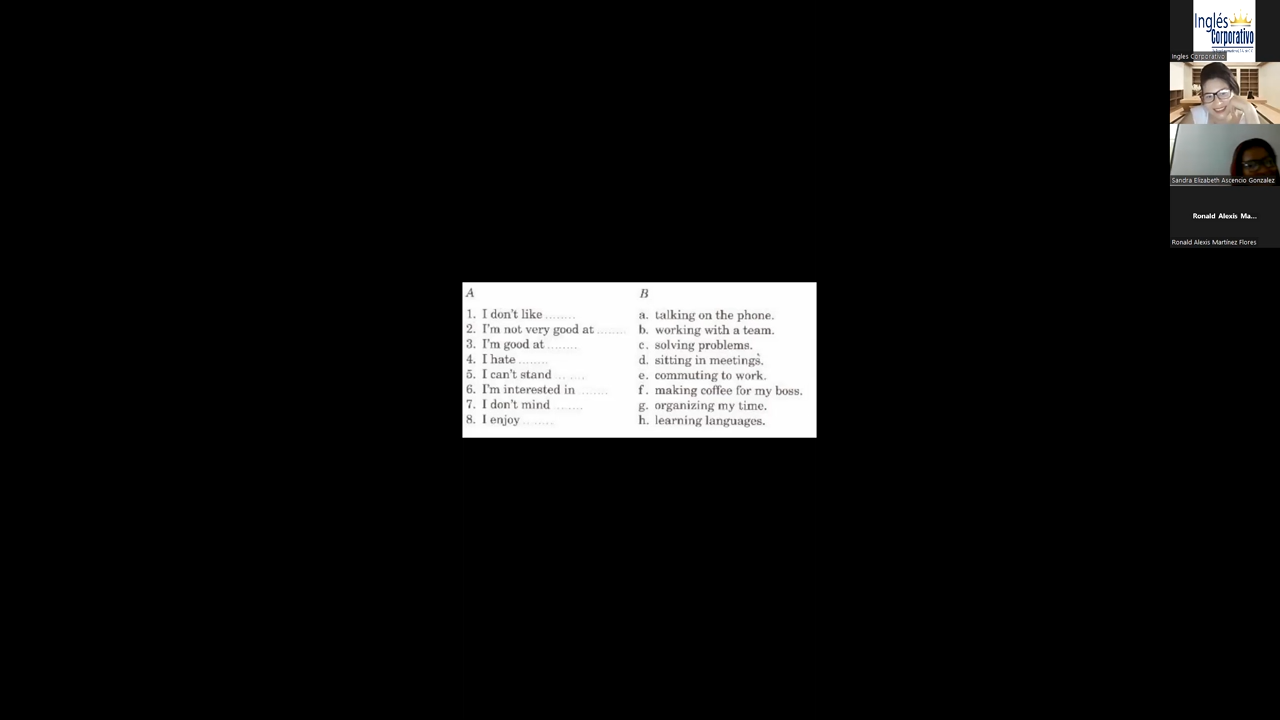 Inglés
Corporativo
Ingles Corporativo
Sandra Elizabeth Ascencio Gonzalez
Ronald Alexis Ma...
Ronald Alexis Martínez Flores
A
1. I don't like ........
2. I'm not very good at ........
3. I'm good at ........
4. I hate ........
5. I can't stand ........
6. I'm interested in ........
7. I don't mind ........
8. I enjoy ........
B
a. talking on the phone.
b. working with a team.
c. solving problems.
d. sitting in meetings.
e. commuting to work.
f. making coffee for my boss.
g. organizing my time.
h. learning languages.